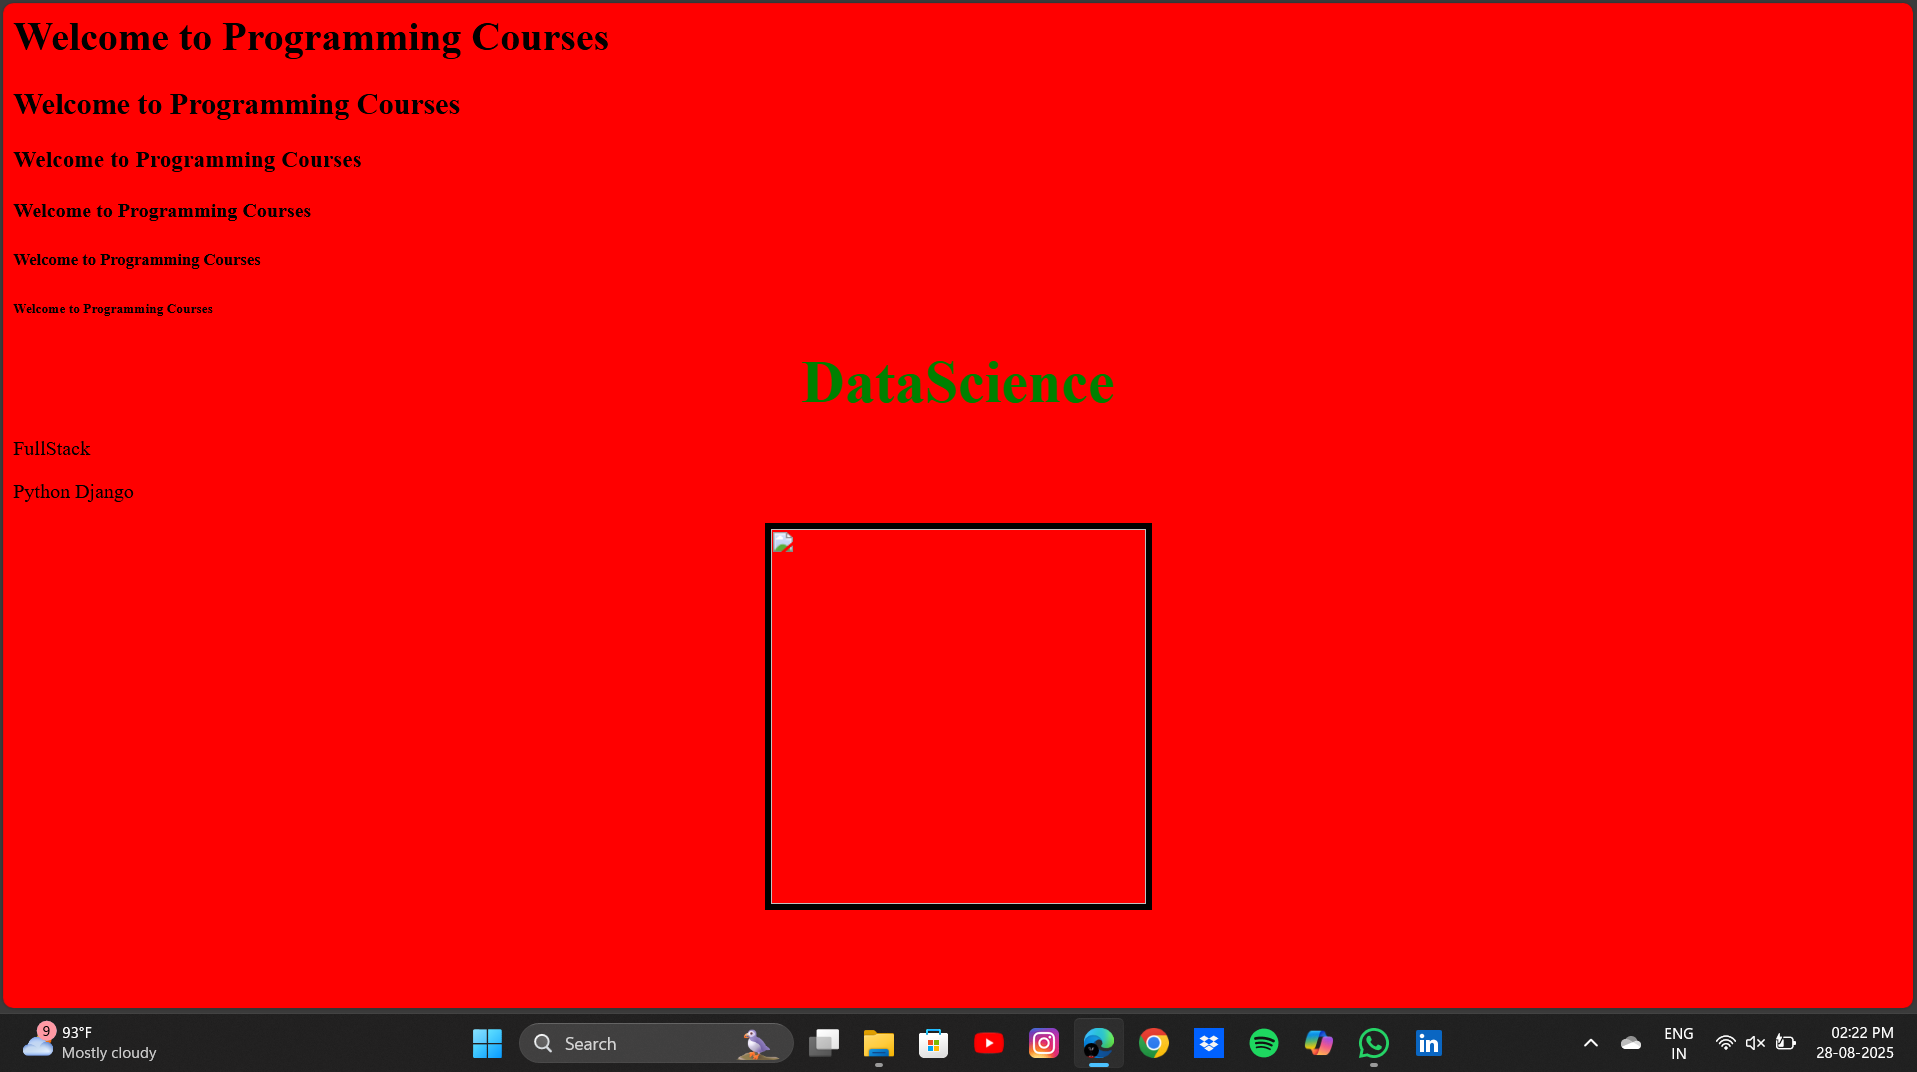 Welcome to Programming Courses
Welcome to Programming Courses
Welcome to Programming Courses
Welcome to Programming Courses
Welcome to Programming Courses
Welcome to Programming Courses
DataScience
FullStack
Python Django
9
93°F
Mostly cloudy
Search
in
ENG
IN
02:22 PM
28-08-2025